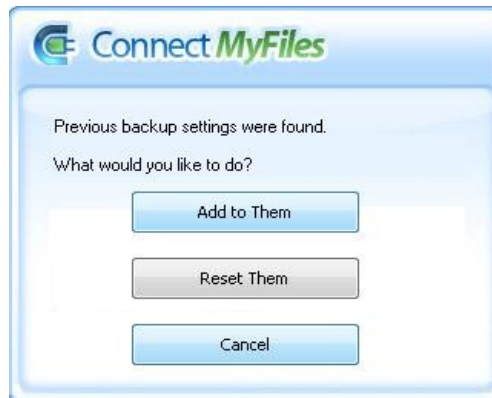 Connect MyFiles
Previous backup settings were found.
What would you like to do?
Add to Them
Reset Them
Cancel